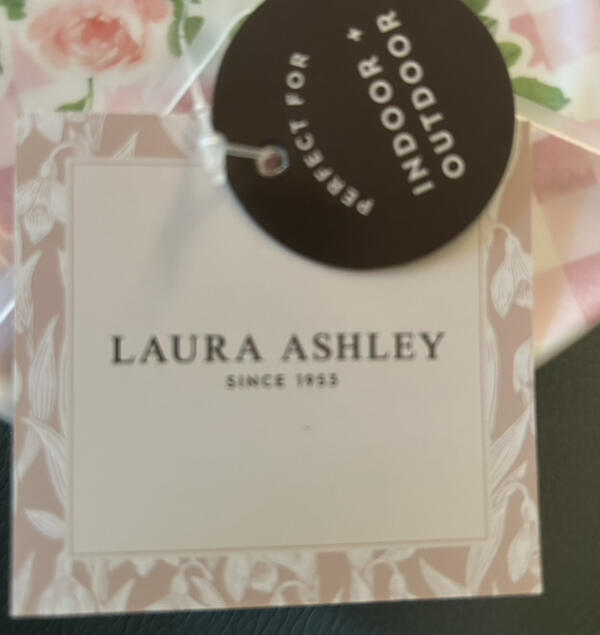 PERFECT FOR
INDOOR +
OUTDOOR
LAURA ASHLEY
SINCE 1953